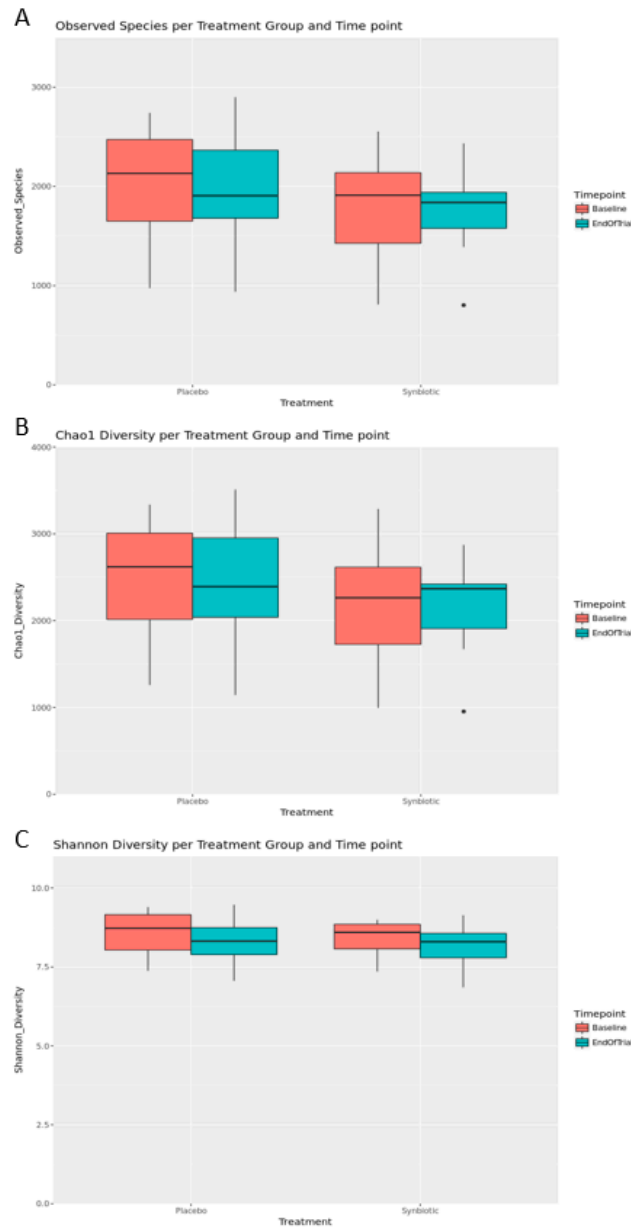 A
Observed Species per Treatment Group and Time point
3000
2000
1000
0
Observed_Species
Placebo
Synbiotic
Treatment
Timepoint
Baseline
EndOfTrial
B
Chao1 Diversity per Treatment Group and Time point
4000
3000
2000
1000
0
Chao1_Diversity
Placebo
Synbiotic
Treatment
Timepoint
Baseline
EndOfTrial
C
Shannon Diversity per Treatment Group and Time point
10.0
7.5
5.0
2.5
0.0
Shannon_Diversity
Placebo
Synbiotic
Treatment
Timepoint
Baseline
EndOfTrial